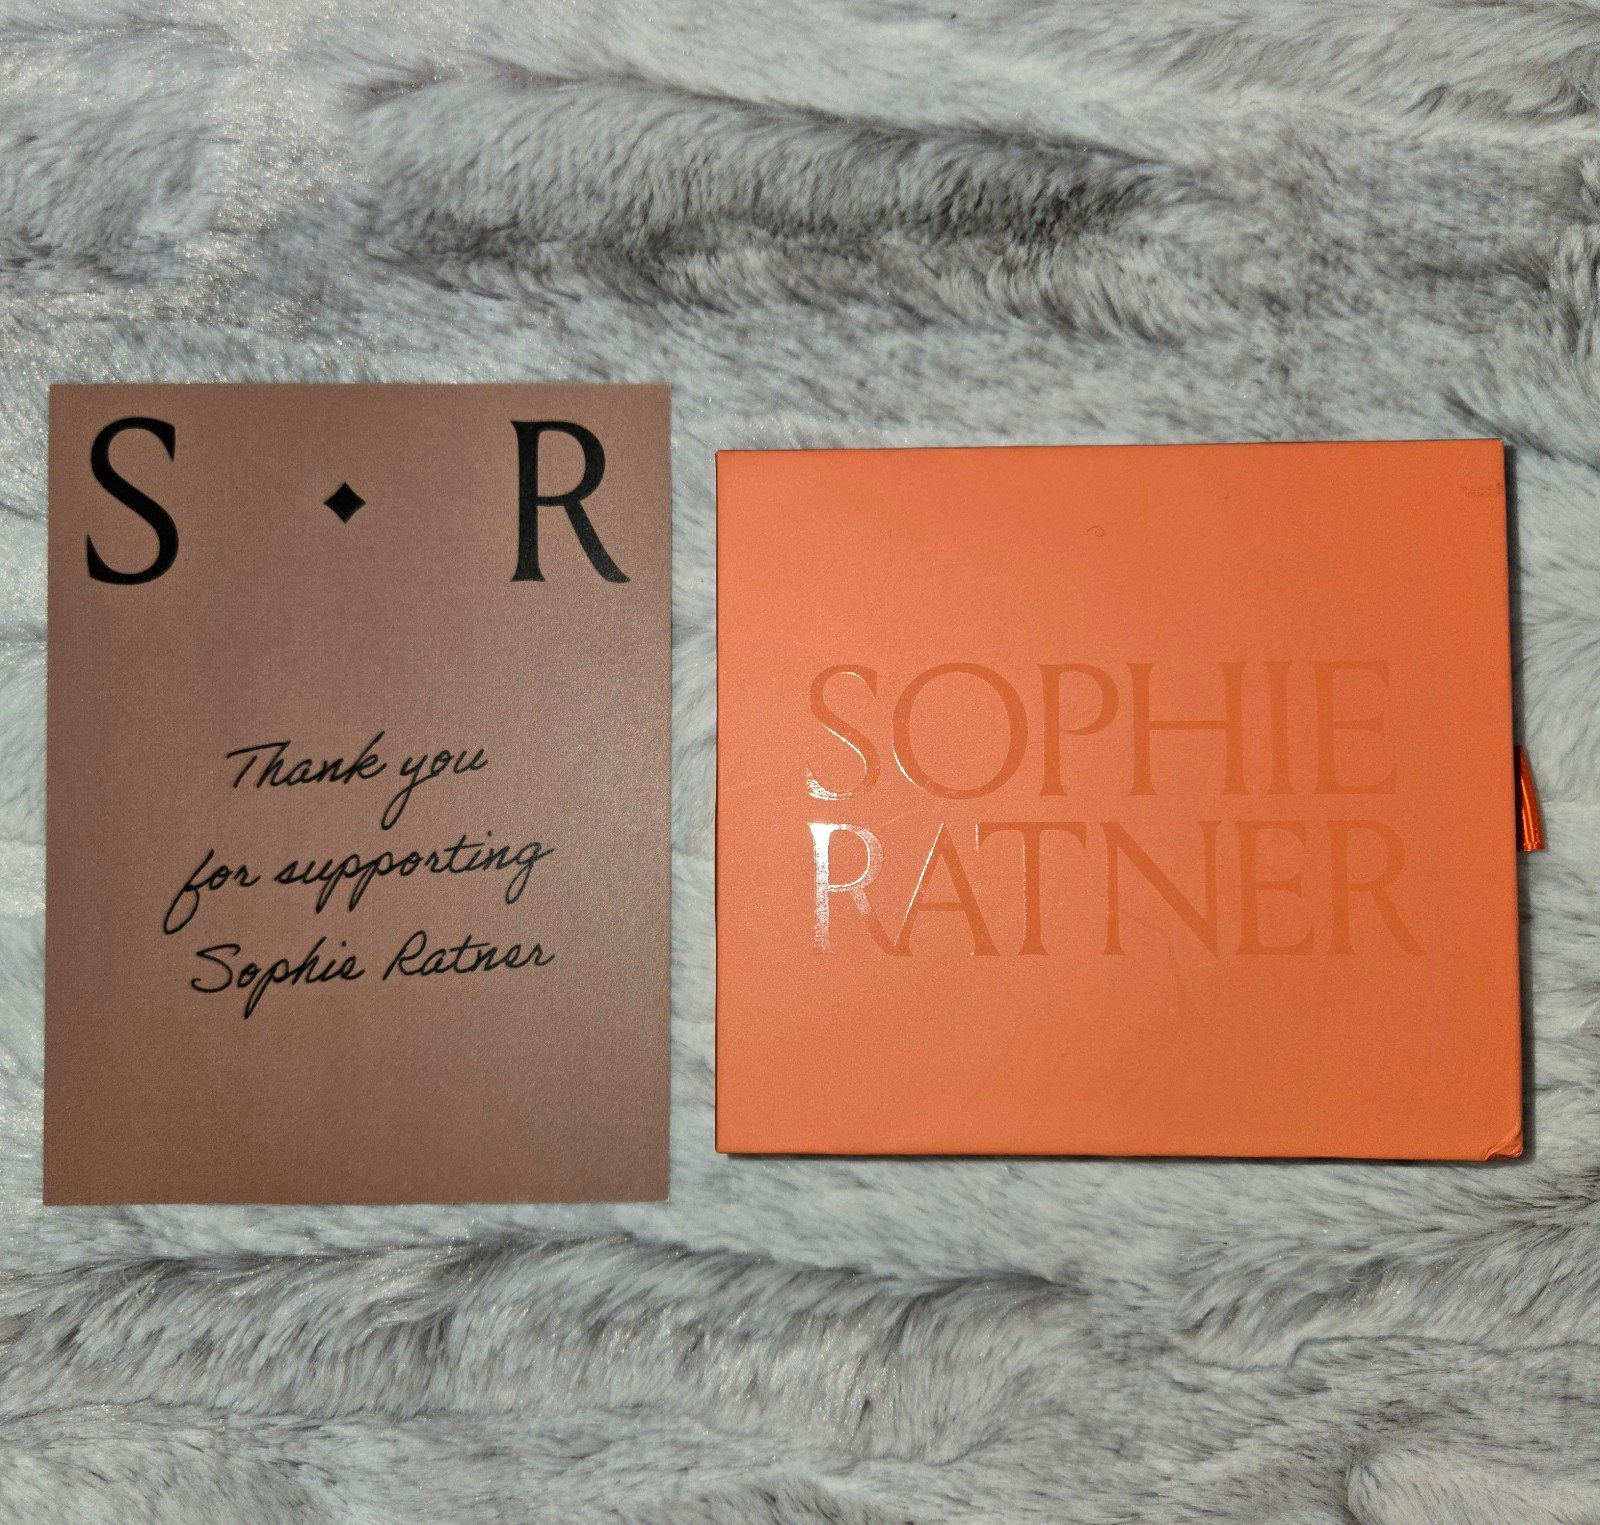 S ⬥ R
Thank you
for supporting
Sophie Ratner
SOPHIE
RATNER